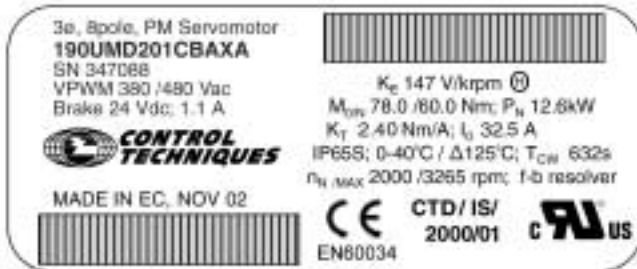 3ø, 8pole, PM Servomotor
190UMD201CBAXA
SN 347088
VPWM 380 /480 Vac
Brake 24 Vdc; 1.1 A
CONTROL
TECHNIQUES
MADE IN EC, NOV 02
KE 147 V/krpm Ⓗ
M0/N 78.0 /60.0 Nm; PN 12.6kW
KT 2.40 Nm/A; I0 32.5 A
IP65S; 0-40°C / Δ125°C; TCW 632s
nN /MAX 2000 /3265 rpm; f-b resolver
CE
EN60034
CTD/ IS/
2000/01
c RU US